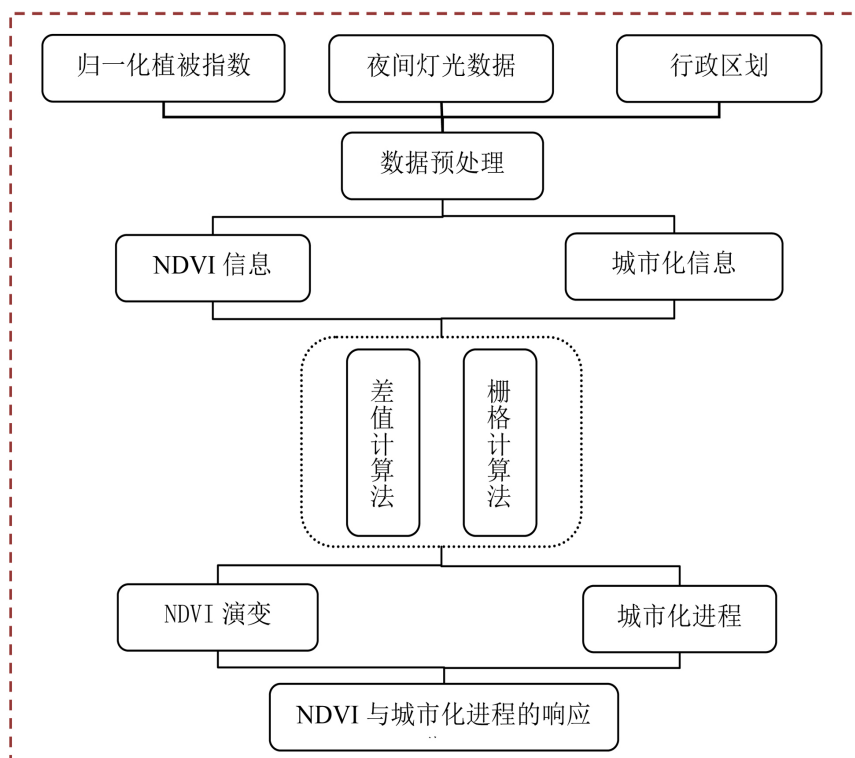 归一化植被指数
夜间灯光数据
行政区划
数据预处理
NDVI 信息
城市化信息
差值计算法
栅格计算法
NDVI 演变
城市化进程
NDVI 与城市化进程的响应